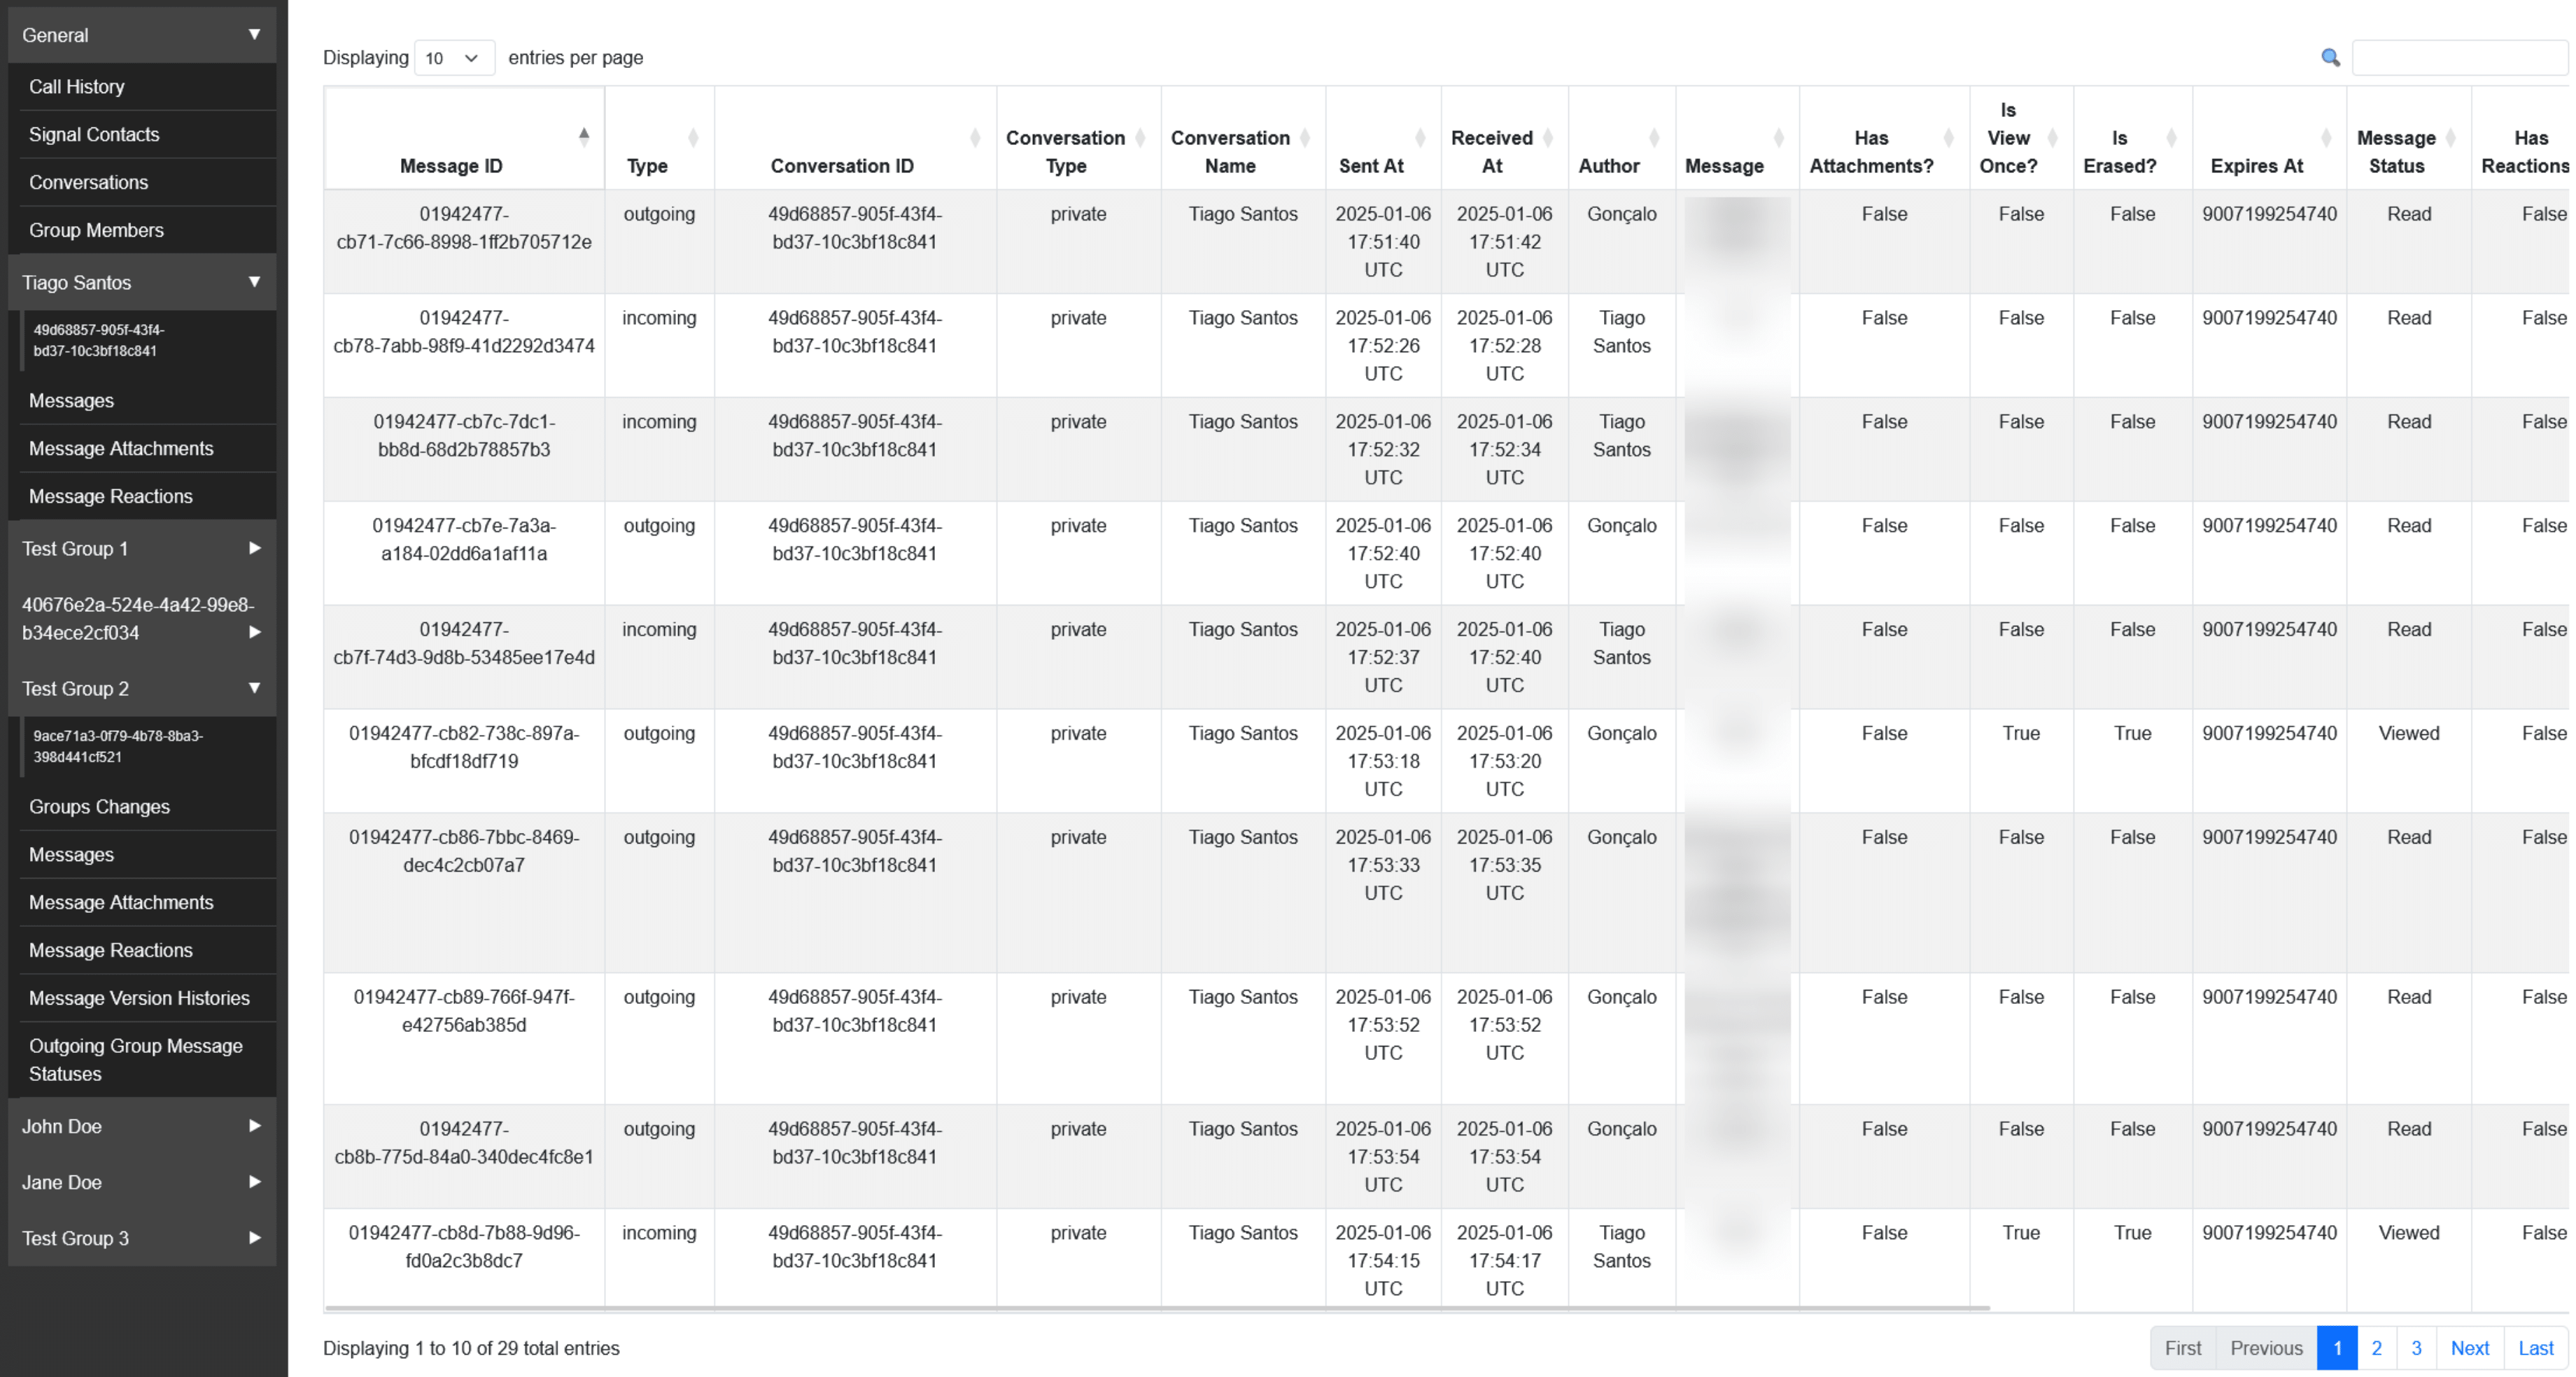 General
Call History
Signal Contacts
Conversations
Group Members
Tiago Santos
49d68857-905f-43f4-
bd37-10c3bf18c841
Messages
Message Attachments
Message Reactions
Test Group 1
40676e2a-524e-4a42-99e8-
b34ece2cf034
Test Group 2
9ace71a3-0f79-4b78-8ba3-
398d441cf521
Groups Changes
Messages
Message Attachments
Message Reactions
Message Version Histories
Outgoing Group Message
Statuses
John Doe
Jane Doe
Test Group 3
Displaying 10 entries per page
Is
Conversation Conversation Received Has View Is Message Has
Message ID Type Conversation ID Type Name Sent At At Author Message Attachments? Once? Erased? Expires At Status Reactions
01942477- outgoing 49d68857-905f-43f4- private Tiago Santos 2025-01-06 2025-01-06 Gonçalo False False False 9007199254740 Read False
cb71-7c66-8998-1ff2b705712e bd37-10c3bf18c841 17:51:40 17:51:42
UTC UTC
01942477- incoming 49d68857-905f-43f4- private Tiago Santos 2025-01-06 2025-01-06 Tiago False False False 9007199254740 Read False
cb78-7abb-98f9-41d2292d3474 bd37-10c3bf18c841 17:52:26 17:52:28 Santos
UTC UTC
01942477-cb7c-7dc1- incoming 49d68857-905f-43f4- private Tiago Santos 2025-01-06 2025-01-06 Tiago False False False 9007199254740 Read False
bb8d-68d2b78857b3 bd37-10c3bf18c841 17:52:32 17:52:34 Santos
UTC UTC
01942477-cb7e-7a3a- outgoing 49d68857-905f-43f4- private Tiago Santos 2025-01-06 2025-01-06 Gonçalo False False False 9007199254740 Read False
a184-02dd6a1af11a bd37-10c3bf18c841 17:52:40 17:52:40
UTC UTC
01942477- incoming 49d68857-905f-43f4- private Tiago Santos 2025-01-06 2025-01-06 Tiago False False False 9007199254740 Read False
cb7f-74d3-9d8b-53485ee17e4d bd37-10c3bf18c841 17:52:37 17:52:40 Santos
UTC UTC
01942477-cb82-738c-897a- outgoing 49d68857-905f-43f4- private Tiago Santos 2025-01-06 2025-01-06 Gonçalo False True True 9007199254740 Viewed False
bfcdf18df719 bd37-10c3bf18c841 17:53:18 17:53:20
UTC UTC
01942477-cb86-7bbc-8469- outgoing 49d68857-905f-43f4- private Tiago Santos 2025-01-06 2025-01-06 Gonçalo False False False 9007199254740 Read False
dec4c2cb07a7 bd37-10c3bf18c841 17:53:33 17:53:35
UTC UTC
01942477-cb89-766f-947f- outgoing 49d68857-905f-43f4- private Tiago Santos 2025-01-06 2025-01-06 Gonçalo False False False 9007199254740 Read False
e42756ab385d bd37-10c3bf18c841 17:53:52 17:53:52
UTC UTC
01942477- outgoing 49d68857-905f-43f4- private Tiago Santos 2025-01-06 2025-01-06 Gonçalo False False False 9007199254740 Read False
cb8b-775d-84a0-340dec4fc8e1 bd37-10c3bf18c841 17:53:54 17:53:54
UTC UTC
01942477-cb8d-7b88-9d96- incoming 49d68857-905f-43f4- private Tiago Santos 2025-01-06 2025-01-06 Tiago False True True 9007199254740 Viewed False
fd0a2c3b8dc7 bd37-10c3bf18c841 17:54:15 17:54:17 Santos
UTC UTC
Displaying 1 to 10 of 29 total entries
First Previous 1 2 3 Next Last